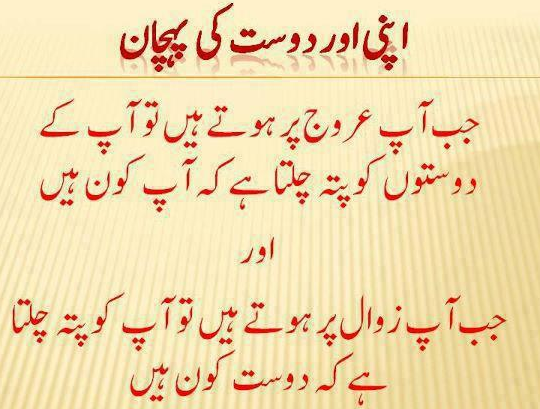 اپنی اور دوست کی پہچان
جب آپ عروج پر ہوتے ہیں تو آپ کے
دوستوں کو پتہ چلتا ہے کہ آپ کون ہیں
اور
جب آپ زوال پر ہوتے ہیں تو آپ کو پتہ چلتا
ہے کہ دوست کون ہیں